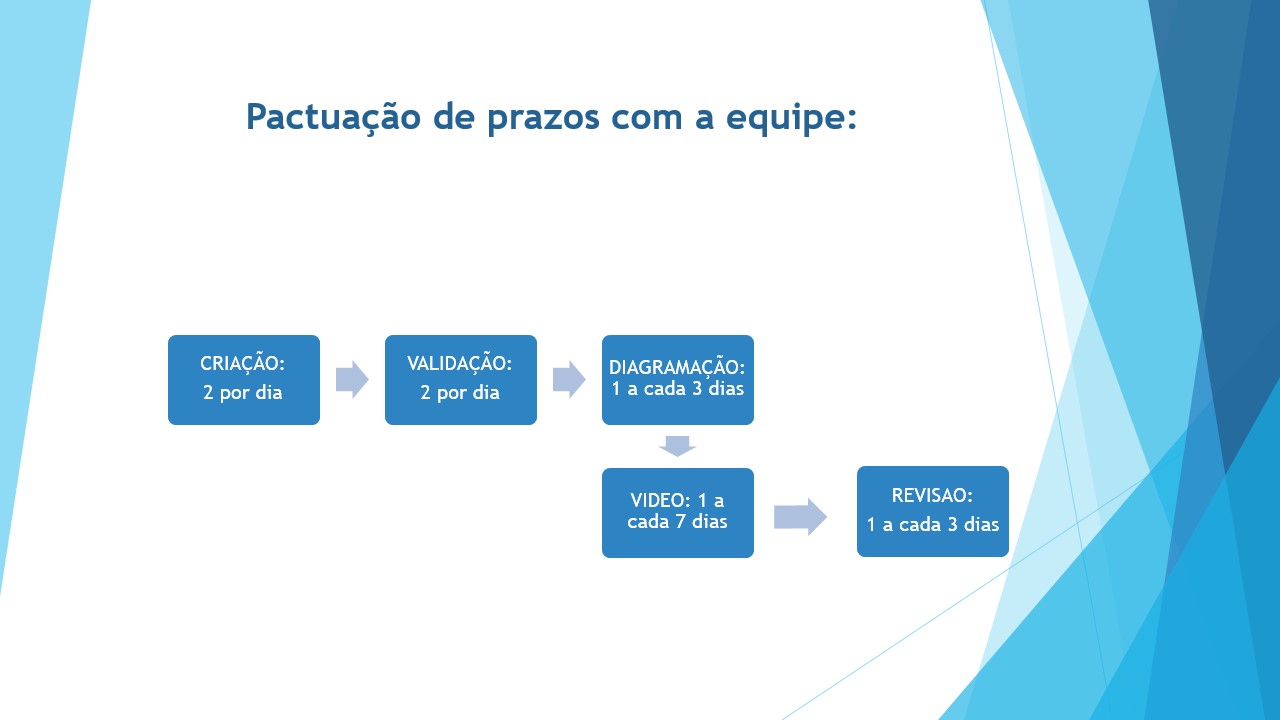 Pactuação de prazos com a equipe:
CRIAÇÃO:
2 por dia
VALIDAÇÃO:
2 por dia
DIAGRAMAÇÃO:
1 a cada 3 dias
VIDEO: 1 a
cada 7 dias
REVISAO:
1 a cada 3 dias